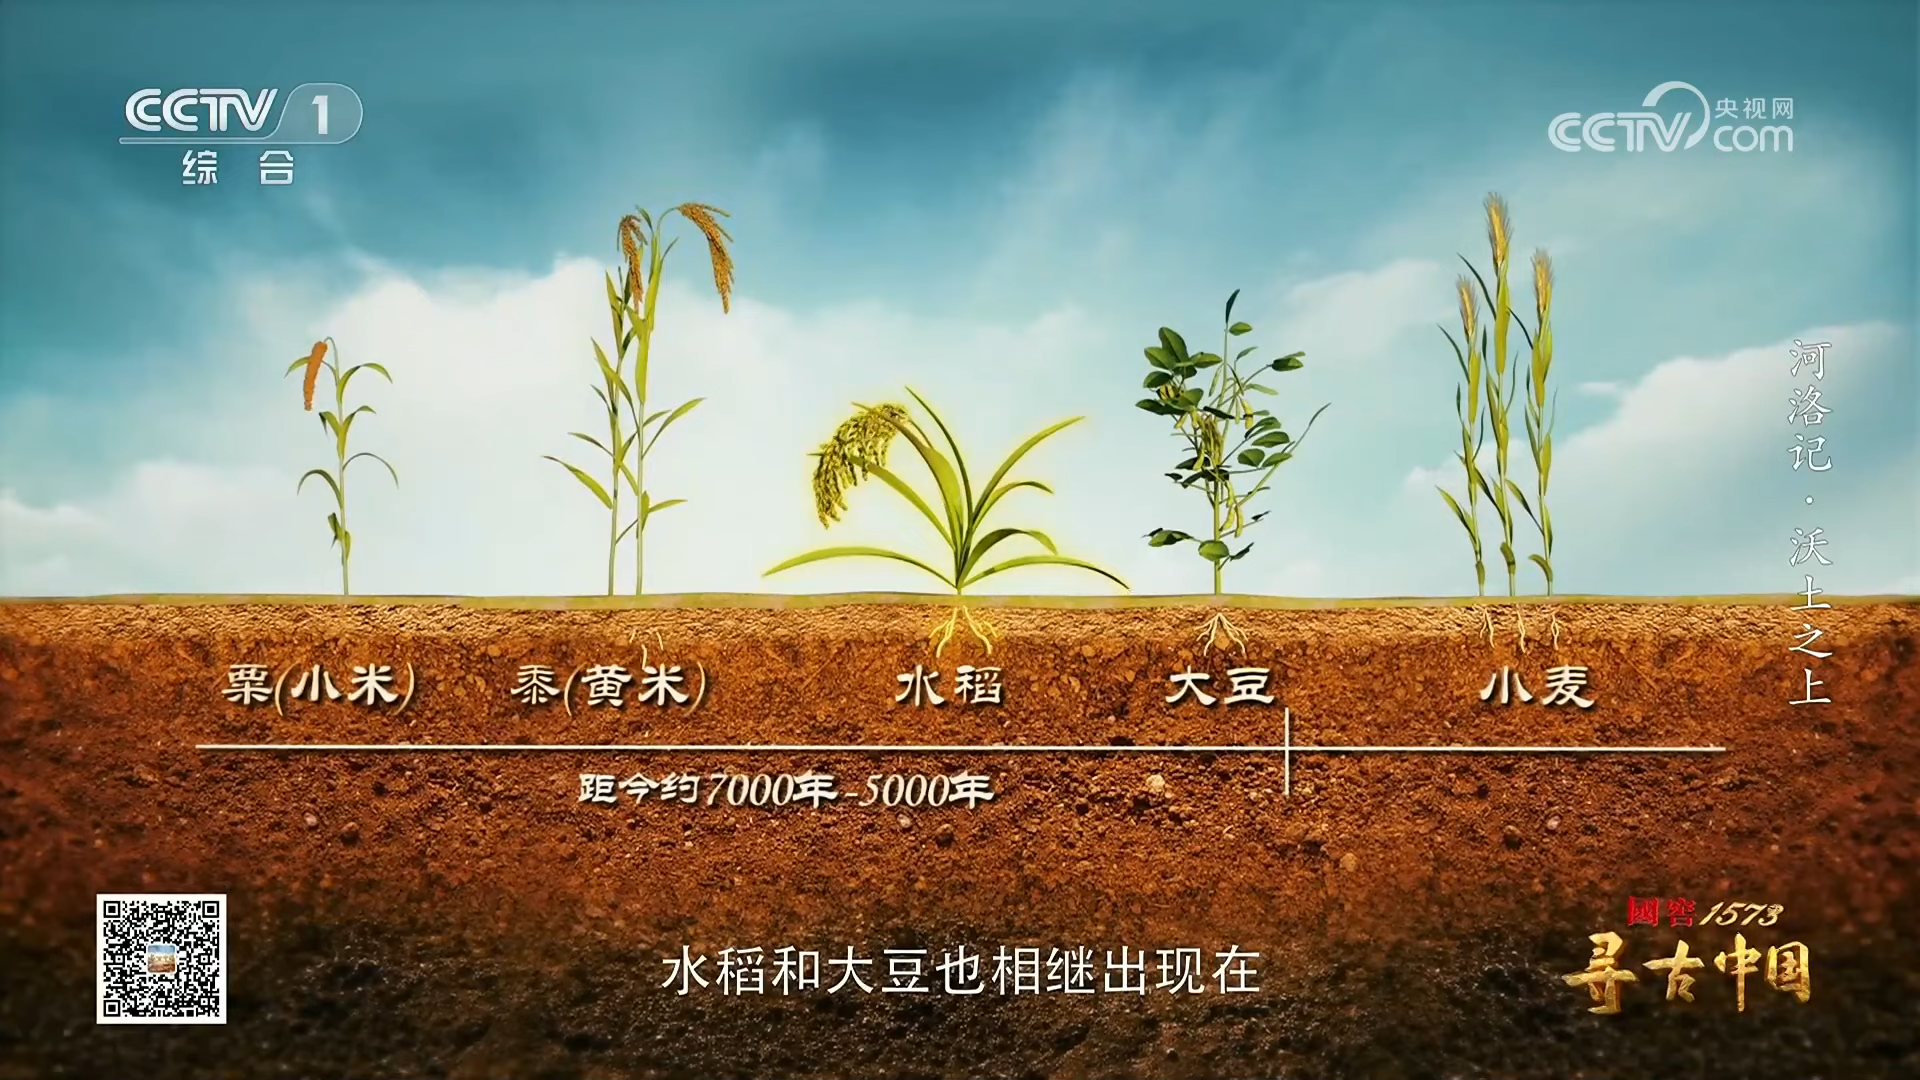 CCTV 1
综合
央视网
CCTV.com
河洛记·沃土之上
粟(小米)
黍(黄米)
水稻
大豆
小麦
距今约7000年-5000年
國窖1573
寻古中国
水稻和大豆也相继出现在